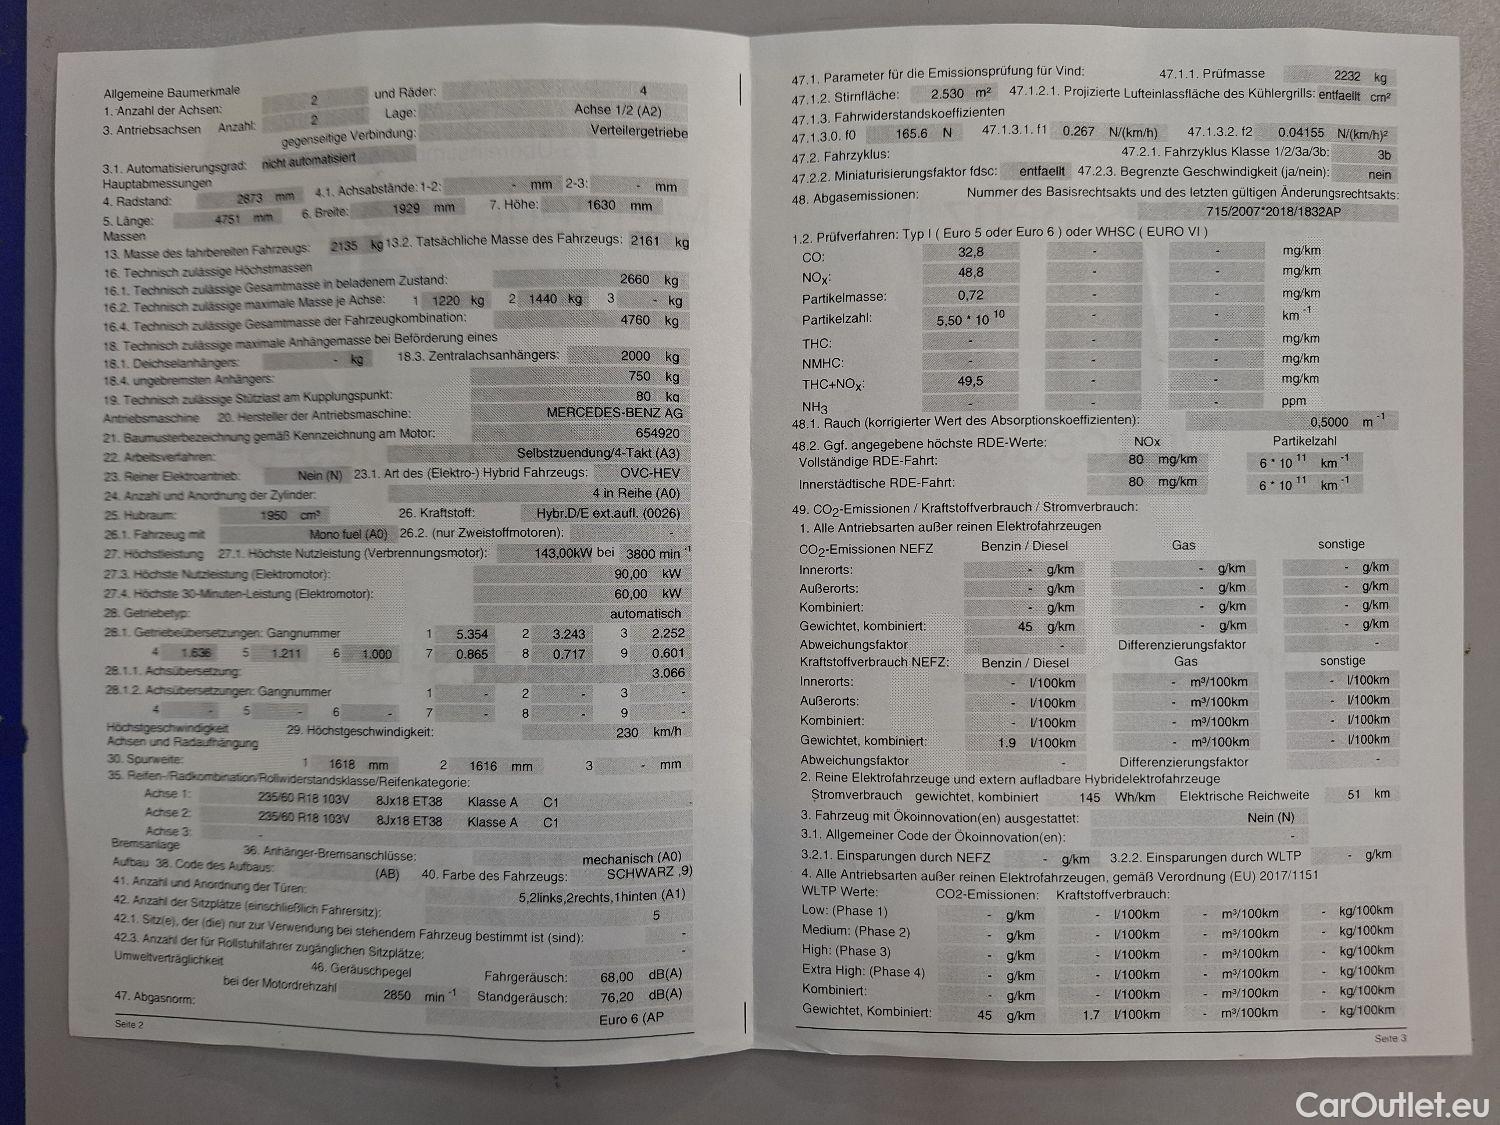 Allgemeine Baumerkmale
1. Anzahl der Achsen: 2 und Räder: 4
3. Antriebsachsen Anzahl: 2 Lage: Achse 1/2 (A2)
gegenseitige Verbindung: Verteilergetriebe
3.1. Automatisierungsgrad: nicht automatisiert
Hauptabmessungen
4. Radstand: 2873 mm 4.1. Achsabstände: 1-2: - mm 2-3: - mm
5. Länge: 4751 mm 6. Breite: 1929 mm 7. Höhe: 1630 mm
Massen
13. Masse des fahrbereiten Fahrzeugs: 2135 kg 13.2. Tatsächliche Masse des Fahrzeugs: 2161 kg
16. Technisch zulässige Höchstmassen
16.1. Technisch zulässige Gesamtmasse in beladenem Zustand: 2660 kg
16.2. Technisch zulässige maximale Masse je Achse: 1 1220 kg 2 1440 kg 3 - kg
16.4. Technisch zulässige Gesamtmasse der Fahrzeugkombination: 4760 kg
18. Technisch zulässige maximale Anhängemasse bei Beförderung eines
18.1. Deichselanhängers: - kg 18.3. Zentralachsanhängers: 2000 kg
18.4. ungebremsten Anhängers: 750 kg
19. Technisch zulässige Stützlast am Kupplungspunkt: 80 kg
Antriebsmaschine 20. Hersteller der Antriebsmaschine: MERCEDES-BENZ AG
21. Baumusterbezeichnung gemäß Kennzeichnung am Motor: 654920
22. Arbeitsverfahren: Selbstzuendung/4-Takt (A3)
23. Reiner Elektroantrieb: Nein (N) 23.1. Art des (Elektro-) Hybrid Fahrzeugs: OVC-HEV
24. Anzahl und Anordnung der Zylinder: 4 in Reihe (A0)
25. Hubraum: 1950 cm³ 26. Kraftstoff: Hybr.D/E ext.aufl. (0026)
26.1. Fahrzeug mit Mono fuel (A0) 26.2. (nur Zweistoffmotoren): -
27. Höchstleistung 27.1. Höchste Nutzleistung (Verbrennungsmotor): 143,00kW bei 3800 min -1
27.3. Höchste Nutzleistung (Elektromotor): 90,00 kW
27.4. Höchste 30-Minuten-Leistung (Elektromotor): 60,00 kW
28. Getriebetyp: automatisch
28.1. Getriebeübersetzungen: Gangnummer 1 5.354 2 3.243 3 2.252
4 1.636 5 1.211 6 1.000 7 0.865 8 0.717 9 0.601
28.1.1. Achsübersetzung: 3.066
28.1.2. Achsübersetzungen: Gangnummer 1 - 2 - 3 -
4 - 5 - 6 - 7 - 8 - 9 -
Höchstgeschwindigkeit 29. Höchstgeschwindigkeit: 230 km/h
Achsen und Radaufhängung
30. Spurweite: 1 1618 mm 2 1616 mm 3 - mm
35. Reifen-/Radkombination/Rollwiderstandsklasse/Reifenkategorie:
Achse 1: 235/60 R18 103V 8Jx18 ET38 Klasse A C1 -
Achse 2: 235/60 R18 103V 8Jx18 ET38 Klasse A C1
Achse 3: -
Bremsanlage 36. Anhänger-Bremsanschlüsse: mechanisch (A0)
Aufbau 38. Code des Aufbaus: (AB) 40. Farbe des Fahrzeugs: SCHWARZ ,9)
41. Anzahl und Anordnung der Türen: 5,2links,2rechts,1hinten (A1)
42. Anzahl der Sitzplätze (einschließlich Fahrersitz): 5
42.1. Sitz(e), der (die) nur zur Verwendung bei stehendem Fahrzeug bestimmt ist (sind): -
42.3. Anzahl der für Rollstuhlfahrer zugänglichen Sitzplätze: -
Umweltverträglichkeit 46. Geräuschpegel Fahrgeräusch: 68,00 dB(A)
bei der Motordrehzahl 2850 min -1 Standgeräusch: 76,20 dB(A)
47. Abgasnorm: Euro 6 (AP
Seite 2
47.1. Parameter für die Emissionsprüfung für Vind: 47.1.1. Prüfmasse 2232 kg
47.1.2. Stirnfläche: 2.530 m² 47.1.2.1. Projizierte Lufteinlassfläche des Kühlergrills: entfaellt cm²
47.1.3. Fahrwiderstandskoeffizienten
47.1.3.0. f0 165.6 N 47.1.3.1. f1 0.267 N/(km/h) 47.1.3.2. f2 0.04155 N/(km/h)²
47.2. Fahrzyklus: 47.2.1. Fahrzyklus Klasse 1/2/3a/3b: 3b
47.2.2. Miniaturisierungsfaktor fdsc: entfaellt 47.2.3. Begrenzte Geschwindigkeit (ja/nein): nein
48. Abgasemissionen: Nummer des Basisrechtsakts und des letzten gültigen Änderungsrechtsakts:
715/2007*2018/1832AP
1.2. Prüfverfahren: Typ I ( Euro 5 oder Euro 6 ) oder WHSC ( EURO VI )
CO: 32,8 - - mg/km
NOx: 48,8 - - mg/km
Partikelmasse: 0,72 - - mg/km
Partikelzahl: 5,50 * 10 10 - - km -1
THC: - - - mg/km
NMHC: - - - mg/km
THC+NOx: 49,5 - - mg/km
NH3 - - - ppm
48.1. Rauch (korrigierter Wert des Absorptionskoeffizienten): 0,5000 m -1
48.2. Ggf. angegebene höchste RDE-Werte: NOx Partikelzahl
Vollständige RDE-Fahrt: 80 mg/km 6 * 10 11 km -1
Innerstädtische RDE-Fahrt: 80 mg/km 6 * 10 11 km -1
49. CO2-Emissionen / Kraftstoffverbrauch / Stromverbrauch:
1. Alle Antriebsarten außer reinen Elektrofahrzeugen
CO2-Emissionen NEFZ Benzin / Diesel Gas sonstige
Innerorts: - g/km - g/km - g/km
Außerorts: - g/km - g/km - g/km
Kombiniert: - g/km - g/km - g/km
Gewichtet, kombiniert: 45 g/km - g/km - g/km
Abweichungsfaktor - Differenzierungsfaktor -
Kraftstoffverbrauch NEFZ: Benzin / Diesel Gas sonstige
Innerorts: - l/100km - m³/100km - l/100km
Außerorts: - l/100km - m³/100km - l/100km
Kombiniert: - l/100km - m³/100km - l/100km
Gewichtet, kombiniert: 1.9 l/100km - m³/100km - l/100km
Abweichungsfaktor - Differenzierungsfaktor -
2. Reine Elektrofahrzeuge und extern aufladbare Hybridelektrofahrzeuge
Stromverbrauch gewichtet, kombiniert 145 Wh/km Elektrische Reichweite 51 km
3. Fahrzeug mit Ökoinnovation(en) ausgestattet: Nein (N)
3.1. Allgemeiner Code der Ökoinnovation(en): -
3.2.1. Einsparungen durch NEFZ - g/km 3.2.2. Einsparungen durch WLTP - g/km
4. Alle Antriebsarten außer reinen Elektrofahrzeugen, gemäß Verordnung (EU) 2017/1151
WLTP Werte: CO2-Emissionen: Kraftstoffverbrauch:
Low: (Phase 1) - g/km - l/100km - m³/100km - kg/100km
Medium: (Phase 2) - g/km - l/100km - m³/100km - kg/100km
High: (Phase 3) - g/km - l/100km - m³/100km - kg/100km
Extra High: (Phase 4) - g/km - l/100km - m³/100km - kg/100km
Kombiniert: - g/km - l/100km - m³/100km - kg/100km
Gewichtet, Kombiniert: 45 g/km 1.7 l/100km - m³/100km - kg/100km
Seite 3
CarOutlet.eu